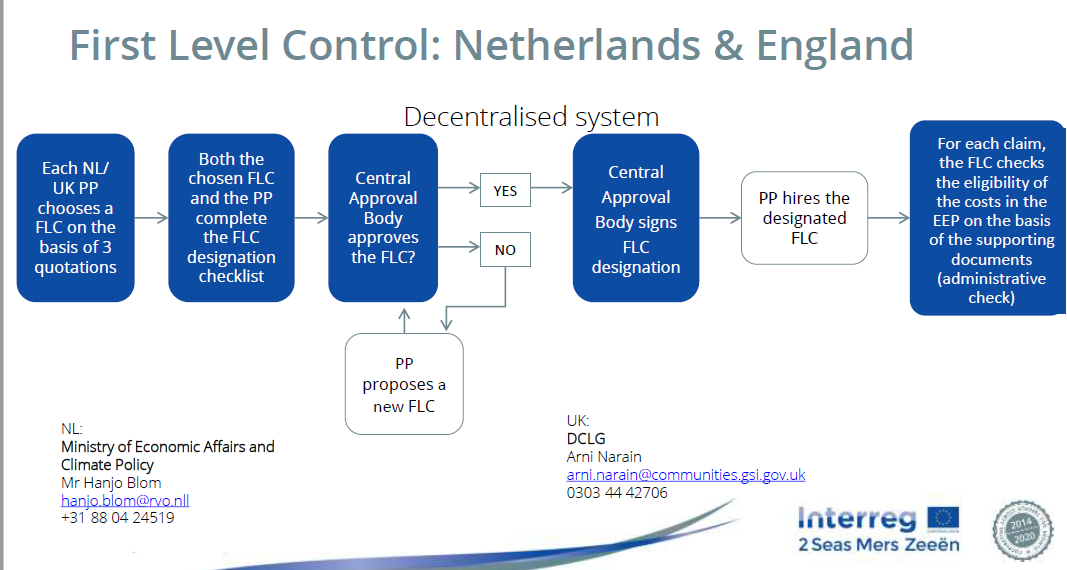 First Level Control: Netherlands & England
Decentralised system
Each NL/
UK PP
chooses a
FLC on the
basis of 3
quotations
Both the
chosen FLC
and the PP
complete
the FLC
designation
checklist
Central
Approval
Body
approves
the FLC?
YES
NO
PP
proposes a
new FLC
Central
Approval
Body signs
FLC
designation
PP hires the
designated
FLC
For each claim,
the FLC checks
the eligibility of
the costs in the
EEP on the basis
of the supporting
documents
(administrative
check)
NL:
Ministry of Economic Affairs and
Climate Policy
Mr Hanjo Blom
hanjo.blom@rvo.nll
+31 88 04 24519
UK:
DCLG
Arni Narain
arni.narain@communities.gsi.gov.uk
0303 44 42706
Interreg
2 Seas Mers Zeeën
2014
2020